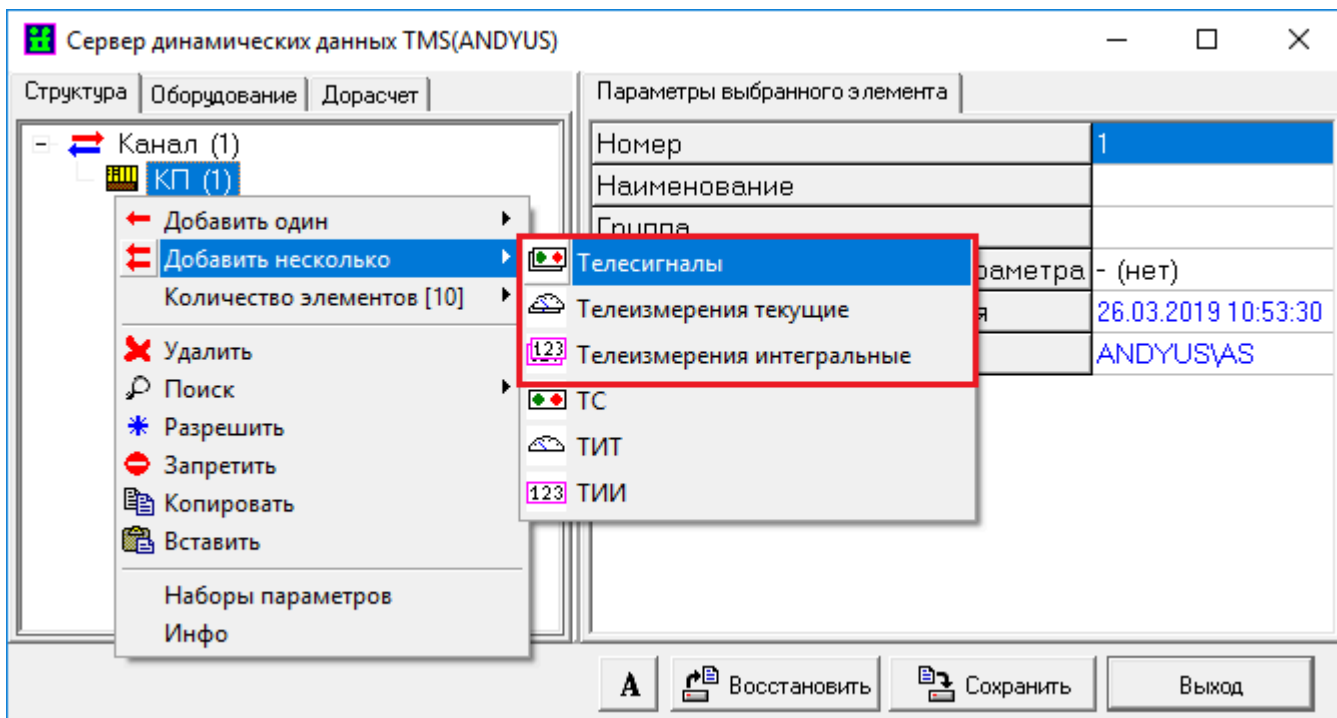 Сервер динамических данных TMS(ANDYUS)
Структура Оборудование Дорасчет
Параметры выбранного элемента
Канал (1)
КП (1)
Номер 1
Наименование
Группа
раметра - (нет)
я 26.03.2019 10:53:30
ANDYUS\AS
Добавить один
Добавить несколько
Количество элементов [10]
Удалить
Поиск
Разрешить
Запретить
Копировать
Вставить
Наборы параметров
Инфо
Телесигналы
Телеизмерения текущие
123 Телеизмерения интегральные
ТС
ТИТ
123 ТИИ
A Восстановить Сохранить Выход